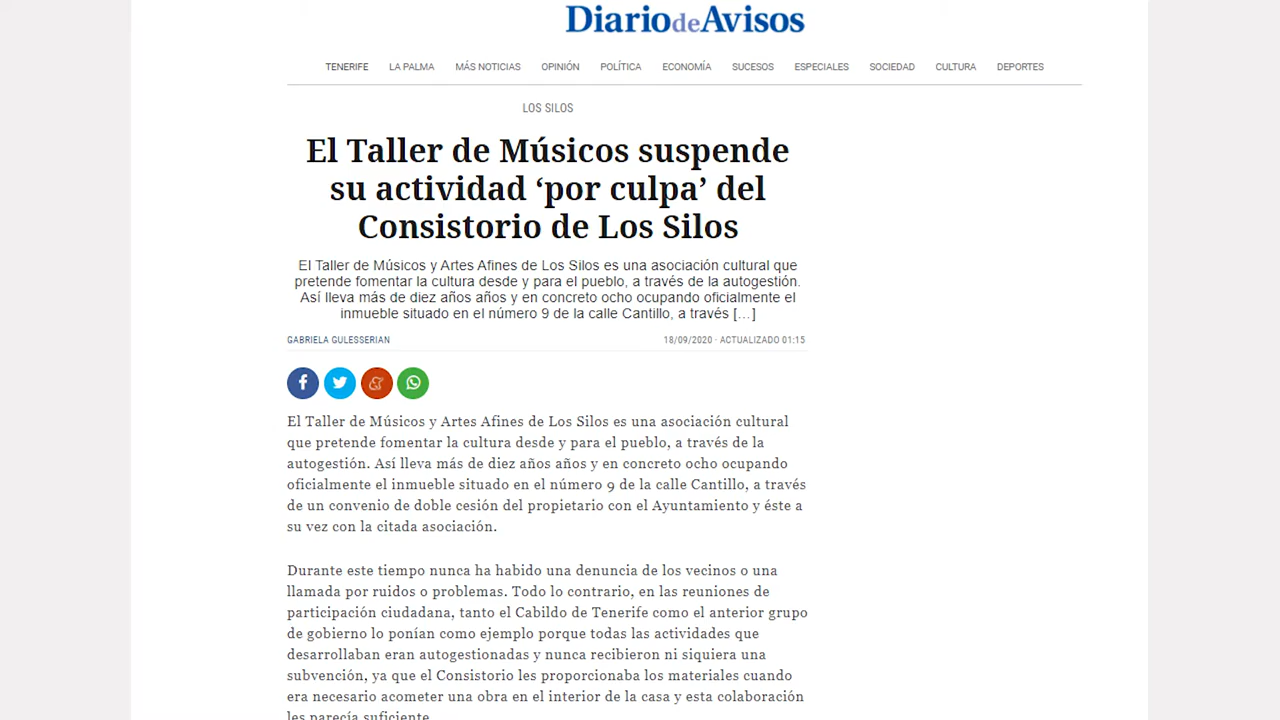 Diario de Avisos
TENERIFE LA PALMA MÁS NOTICIAS OPINIÓN POLÍTICA ECONOMÍA SUCESOS ESPECIALES SOCIEDAD CULTURA DEPORTES
LOS SILOS
El Taller de Músicos suspende
su actividad ‘por culpa’ del
Consistorio de Los Silos
El Taller de Músicos y Artes Afines de Los Silos es una asociación cultural que
pretende fomentar la cultura desde y para el pueblo, a través de la autogestión.
Así lleva más de diez años años y en concreto ocho ocupando oficialmente el
inmueble situado en el número 9 de la calle Cantillo, a través [...]
GABRIELA GULESSERIAN 18/09/2020 · ACTUALIZADO 01:15
El Taller de Músicos y Artes Afines de Los Silos es una asociación cultural
que pretende fomentar la cultura desde y para el pueblo, a través de la
autogestión. Así lleva más de diez años años y en concreto ocho ocupando
oficialmente el inmueble situado en el número 9 de la calle Cantillo, a través
de un convenio de doble cesión del propietario con el Ayuntamiento y éste a
su vez con la citada asociación.
Durante este tiempo nunca ha habido una denuncia de los vecinos o una
llamada por ruidos o problemas. Todo lo contrario, en las reuniones de
participación ciudadana, tanto el Cabildo de Tenerife como el anterior grupo
de gobierno lo ponían como ejemplo porque todas las actividades que
desarrollaban eran autogestionadas y nunca recibieron ni siquiera una
subvención, ya que el Consistorio les proporcionaba los materiales cuando
era necesario acometer una obra en el interior de la casa y esta colaboración
les parecía suficiente.